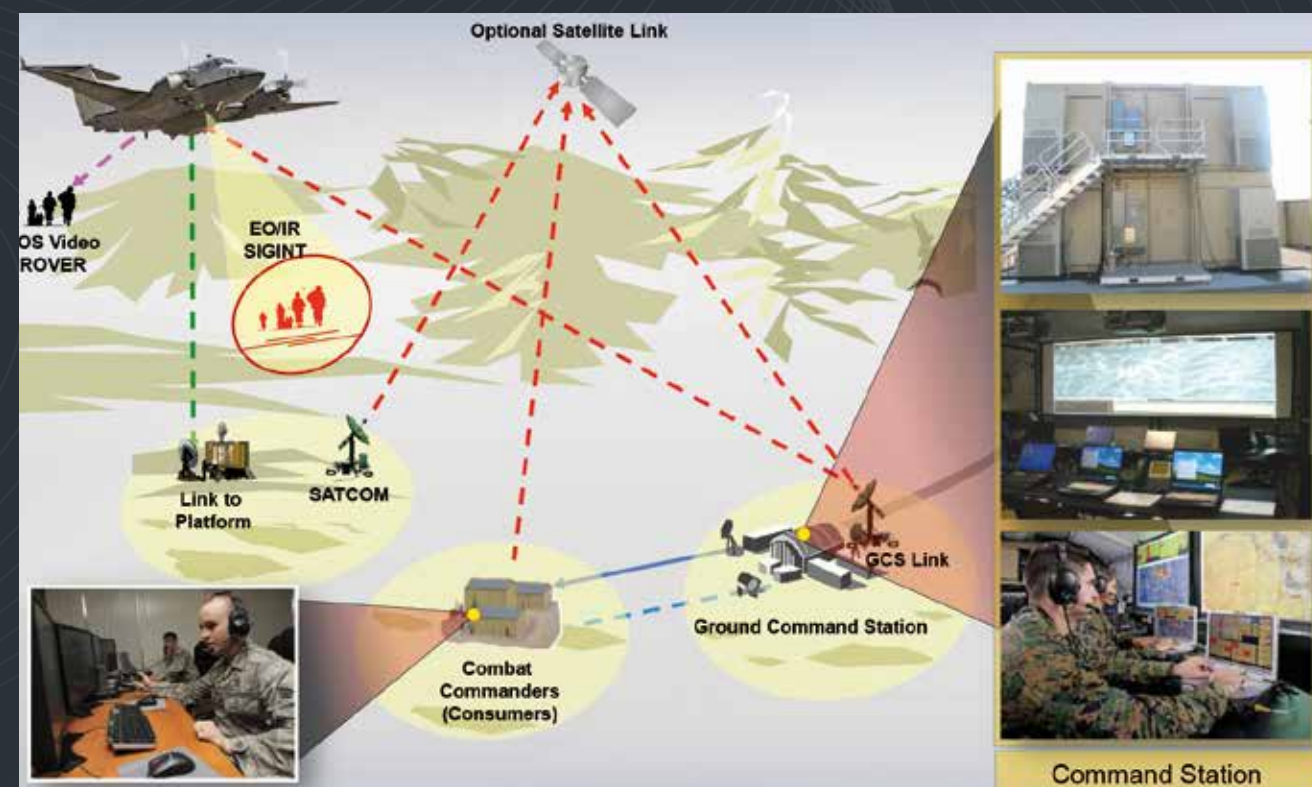 Optional Satellite Link
OS Video
ROVER
EO/IR
SIGINT
Link to
Platform
SATCOM
GCS Link
Ground Command Station
Combat
Commanders
(Consumers)
Command Station